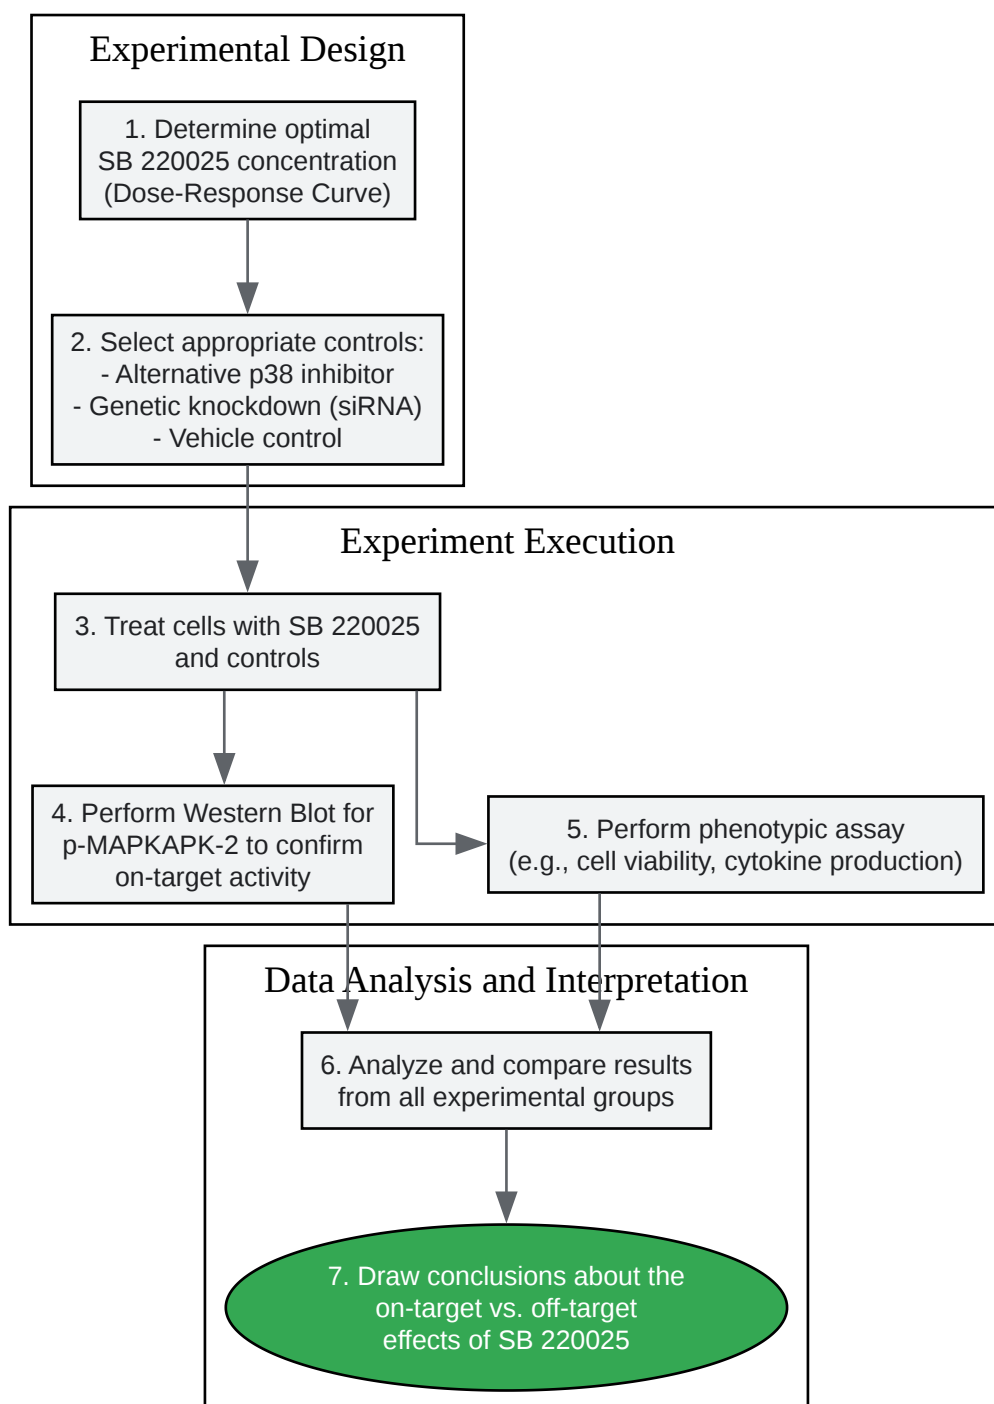 Experimental Design
1. Determine optimal
SB 220025 concentration
(Dose-Response Curve)
2. Select appropriate controls:
- Alternative p38 inhibitor
- Genetic knockdown (siRNA)
- Vehicle control
Experiment Execution
3. Treat cells with SB 220025
and controls
4. Perform Western Blot for
p-MAPKAPK-2 to confirm
on-target activity
5. Perform phenotypic assay
(e.g., cell viability, cytokine production)
Data Analysis and Interpretation
6. Analyze and compare results
from all experimental groups
7. Draw conclusions about the
on-target vs. off-target
effects of SB 220025